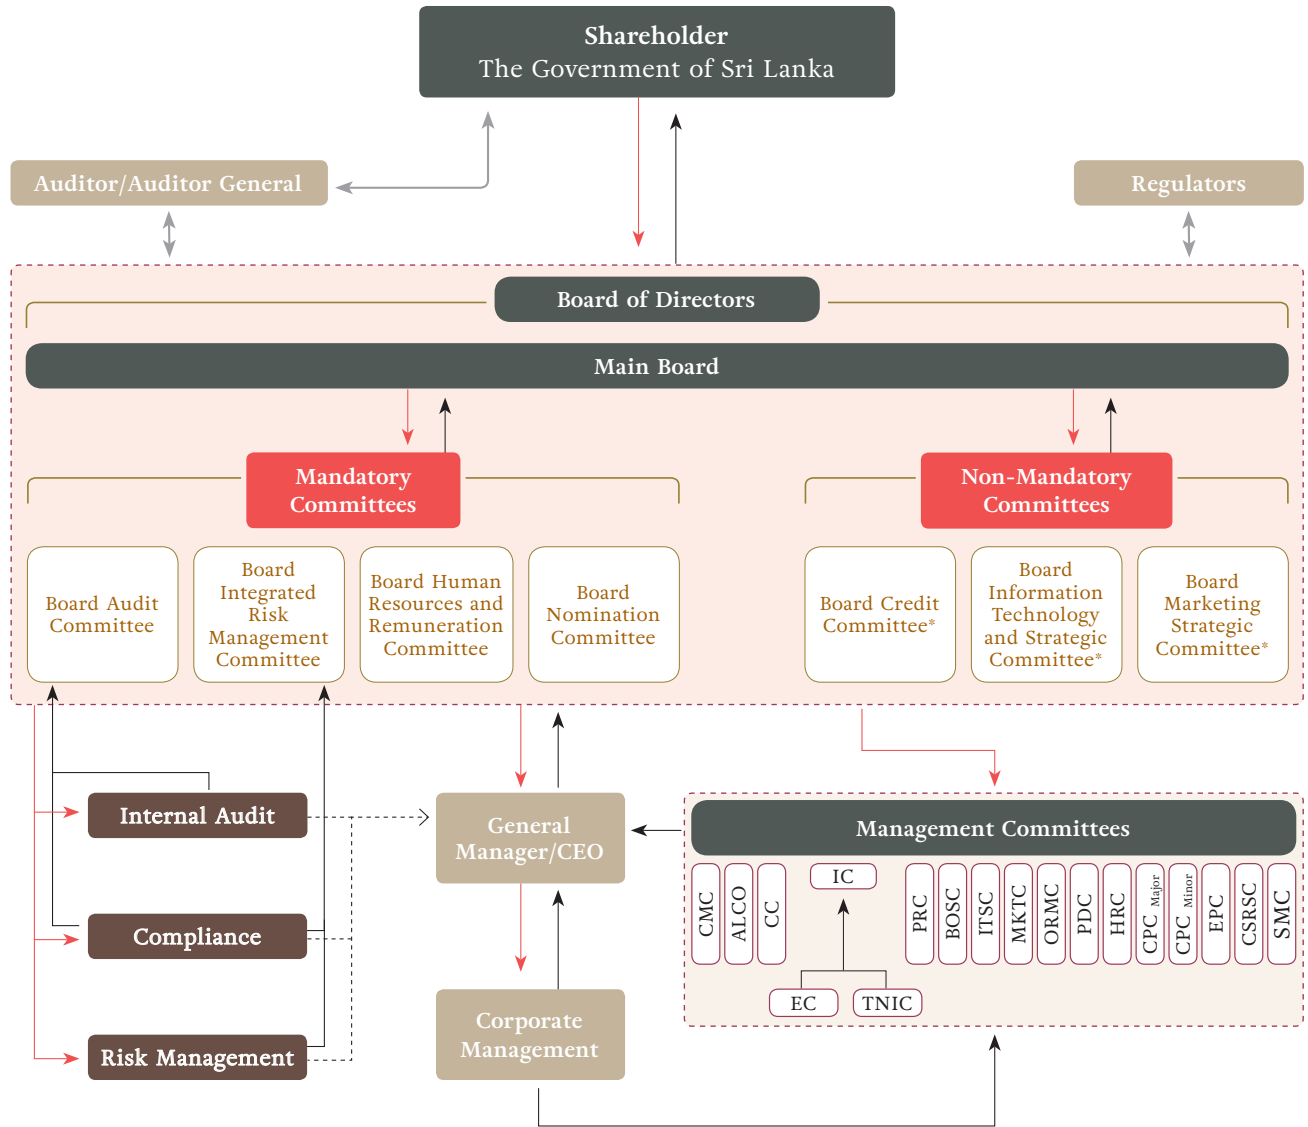 Shareholder
The Government of Sri Lanka
Auditor/Auditor General
Regulators
Board of Directors
Main Board
Mandatory
Committees
Non-Mandatory
Committees
Board Audit
Committee
Board
Integrated
Risk
Management
Committee
Board Human
Resources and
Remuneration
Committee
Board
Nomination
Committee
Board Credit
Committee*
Board
Information
Technology
and Strategic
Committee*
Board
Marketing
Strategic
Committee*
Internal Audit
Compliance
Risk Management
General
Manager/CEO
Corporate
Management
Management Committees
CMC
ALCO
CC
IC
EC
TNIC
PRC
BOSC
ITSC
MKTC
ORMC
PDC
HRC
CPC Major
CPC Minor
EPC
CSRSC
SMC